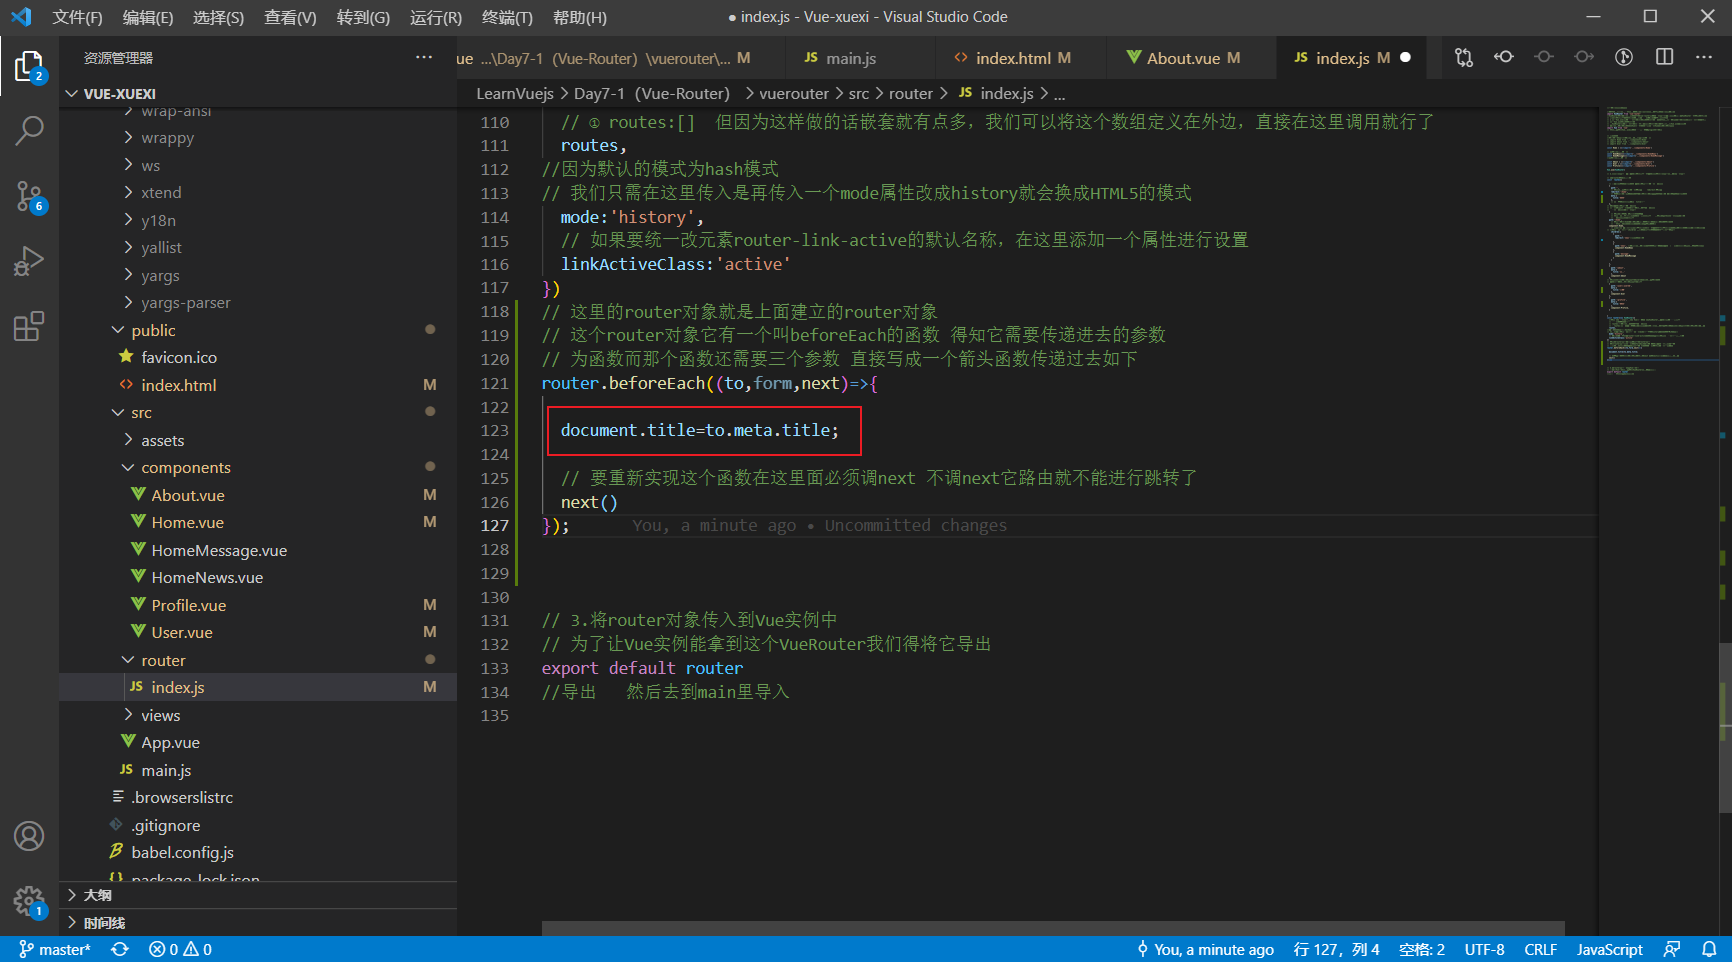 文件(F) 编辑(E) 选择(S) 查看(V) 转到(G) 运行(R) 终端(T) 帮助(H) ● index.js - Vue-xuexi - Visual Studio Code
资源管理器 ···
VUE-XUEXI
wrap-ansi
wrappy
ws
xtend
y18n
yallist
yargs
yargs-parser
public
favicon.ico
index.html M
src
assets
components
About.vue M
Home.vue M
HomeMessage.vue
HomeNews.vue
Profile.vue M
User.vue M
router
index.js M
views
App.vue
main.js
.browserslistrc
.gitignore
babel.config.js
package-lock.json
大纲
时间线
2
6
1
ue ...\Day7-1（Vue-Router）\vuerouter\... M JS main.js index.html M About.vue M JS index.js M ●
LearnVuejs > Day7-1（Vue-Router） > vuerouter > src > router > JS index.js > ...
110 // ① routes:[] 但因为这样做的话嵌套就有点多，我们可以将这个数组定义在外边，直接在这里调用就行了
111 routes,
112 //因为默认的模式为hash模式
113 // 我们只需在这里传入是再传入一个mode属性改成history就会换成HTML5的模式
114 mode:'history',
115 // 如果要统一改元素router-link-active的默认名称，在这里添加一个属性进行设置
116 linkActiveClass:'active'
117 })
118 // 这里的router对象就是上面建立的router对象
119 // 这个router对象它有一个叫beforeEach的函数 得知它需要传递进去的参数
120 // 为函数而那个函数还需要三个参数 直接写成一个箭头函数传递过去如下
121 router.beforeEach((to,form,next)=>{
122
123 document.title=to.meta.title;
124
125 // 要重新实现这个函数在这里面必须调next 不调next它路由就不能进行跳转了
126 next()
127 }); You, a minute ago • Uncommitted changes
128
129
130
131 // 3.将router对象传入到Vue实例中
132 // 为了让Vue实例能拿到这个VueRouter我们得将它导出
133 export default router
134 //导出 然后去到main里导入
135
master* 0 0 You, a minute ago 行 127，列 4 空格: 2 UTF-8 CRLF JavaScript